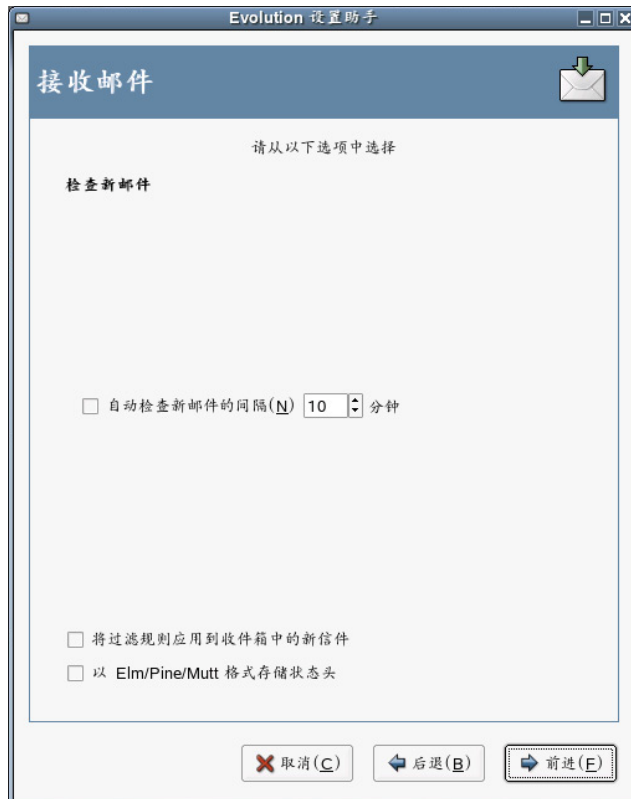 Evolution 设置助手
接收邮件
请从以下选项中选择
检查新邮件
自动检查新邮件的间隔(N) 10 分钟
将过滤规则应用到收件箱中的新信件
以 Elm/Pine/Mutt 格式存储状态头
取消(C) 后退(B) 前进(F)